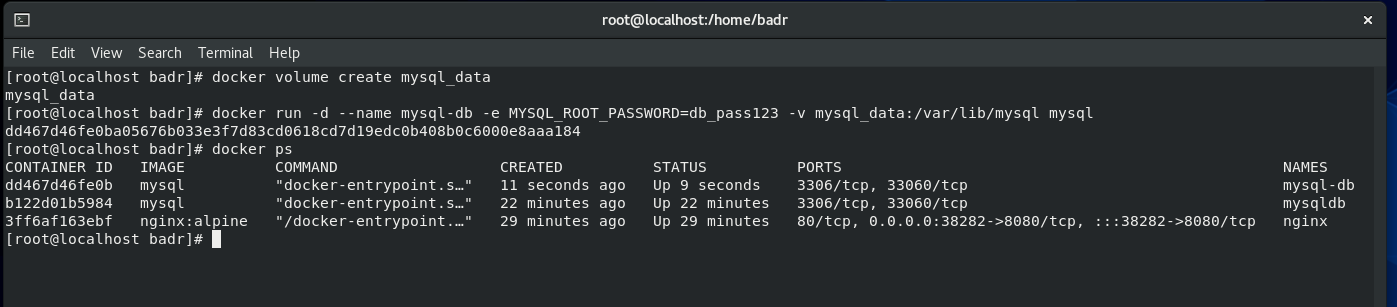 root@localhost:/home/badr
×
File Edit View Search Terminal Help
[root@localhost badr]# docker volume create mysql_data
mysql_data
[root@localhost badr]# docker run -d --name mysql-db -e MYSQL_ROOT_PASSWORD=db_pass123 -v mysql_data:/var/lib/mysql mysql
dd467d46fe0ba05676b033e3f7d83cd0618cd7d19edc0b408b0c6000e8aaa184
[root@localhost badr]# docker ps
CONTAINER ID   IMAGE          COMMAND                  CREATED          STATUS          PORTS                                                 NAMES
dd467d46fe0b   mysql          "docker-entrypoint.s…"   11 seconds ago   Up 9 seconds    3306/tcp, 33060/tcp                                   mysql-db
b122d01b5984   mysql          "docker-entrypoint.s…"   22 minutes ago   Up 22 minutes   3306/tcp, 33060/tcp                                   mysqldb
3ff6af163ebf   nginx:alpine   "/docker-entrypoint.…"   29 minutes ago   Up 29 minutes   80/tcp, 0.0.0.0:38282->8080/tcp, :::38282->8080/tcp   nginx
[root@localhost badr]#